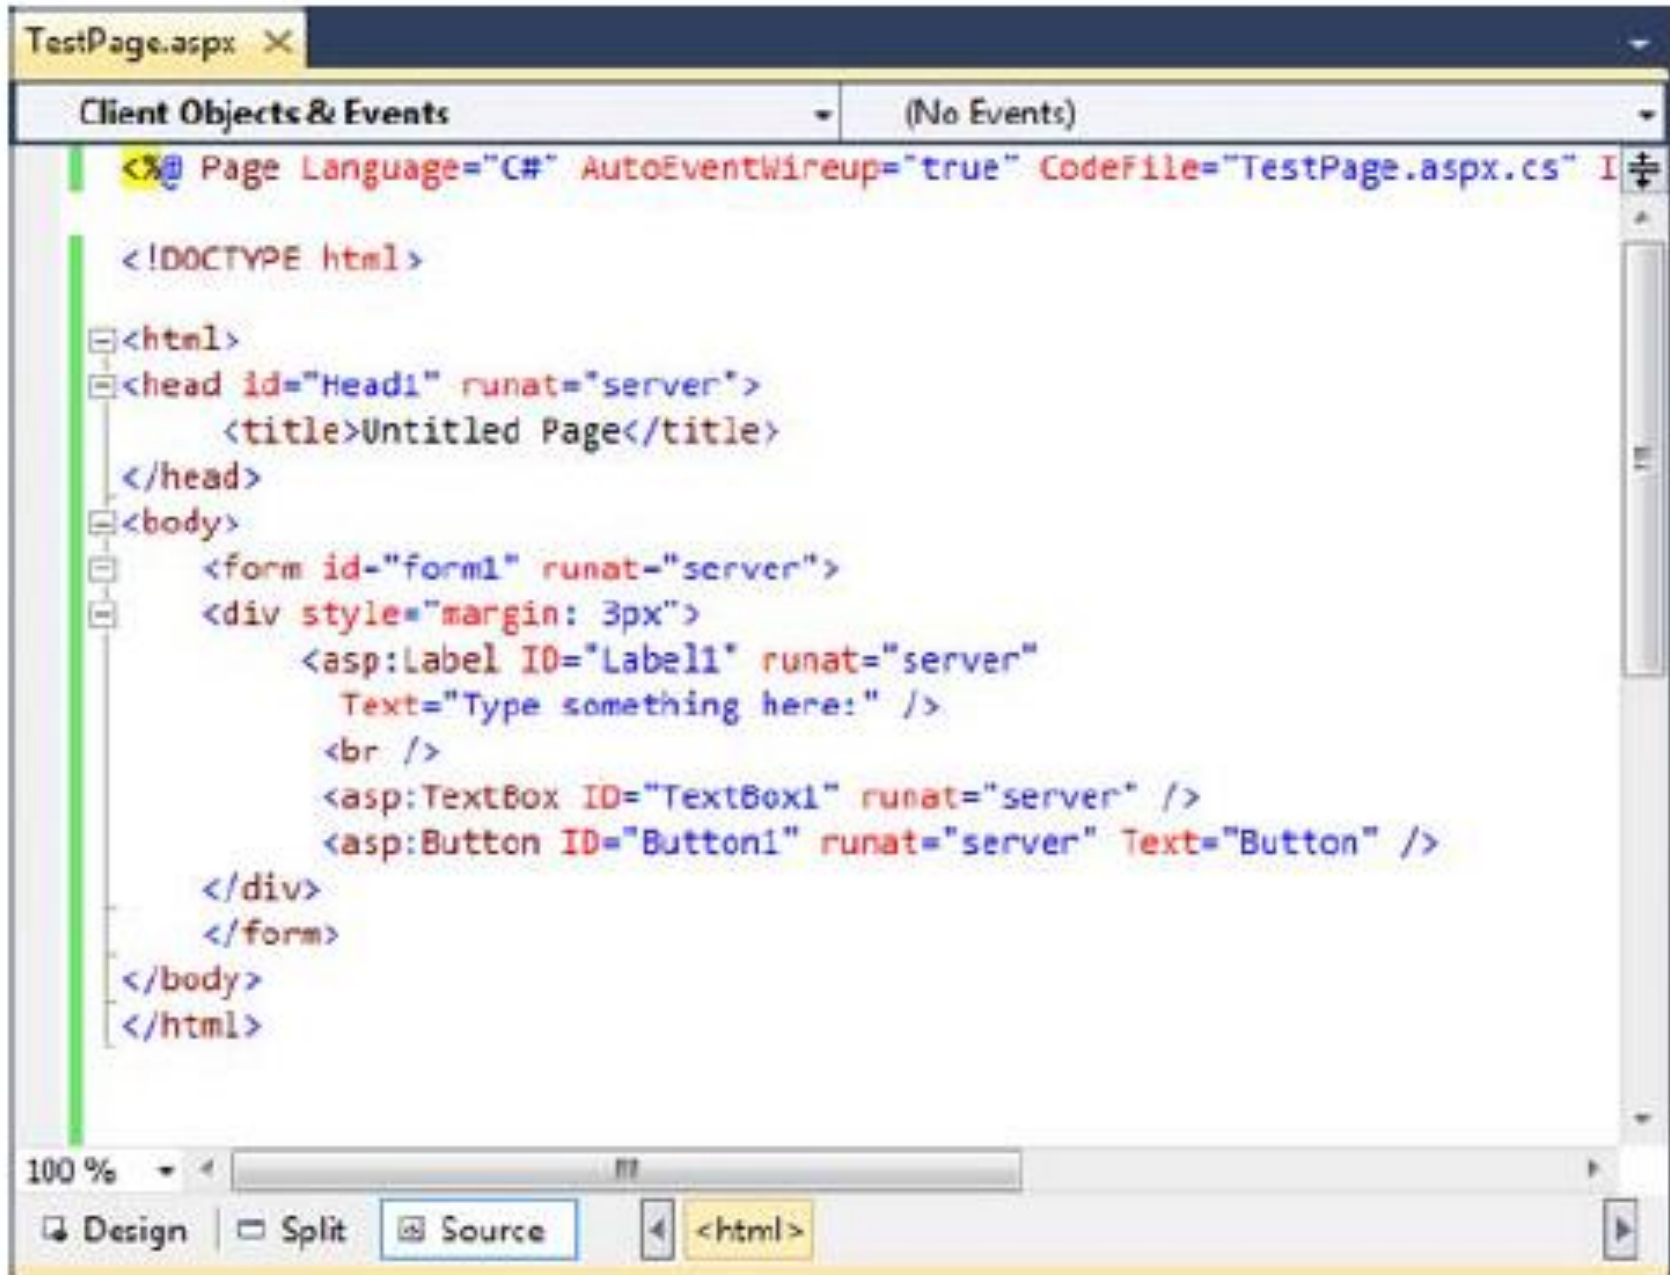 TestPage.aspx
Client Objects & Events (No Events)
<%@ Page Language="C#" AutoEventWireup="true" CodeFile="TestPage.aspx.cs" I
<!DOCTYPE html>
<html>
<head id="Head1" runat="server">
<title>Untitled Page</title>
</head>
<body>
<form id="form1" runat="server">
<div style="margin: 3px">
<asp:Label ID="Label1" runat="server"
Text="Type something here:" />
<br />
<asp:TextBox ID="TextBox1" runat="server" />
<asp:Button ID="Button1" runat="server" Text="Button" />
</div>
</form>
</body>
</html>
100 %
Design Split Source <html>